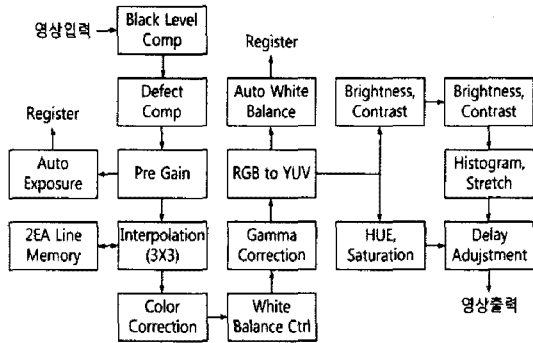 영상입력
Black Level
Comp
Register
Defect
Comp
Auto White
Balance
Brightness,
Contrast
Brightness,
Contrast
Register
Auto
Exposure
Pre Gain
RGB to YUV
Histogram,
Stretch
2EA Line
Memory
Interpolation
(3X3)
Gamma
Correction
HUE,
Saturation
Delay
Adujstment
Color
Correction
White
Balance Ctrl
영상출력